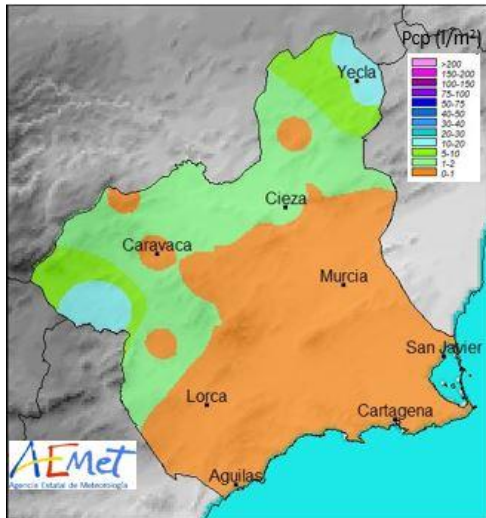 Pcp (l/m²)
>200
150-200
100-150
75-100
50-75
40-50
30-40
20-30
10-20
5-10
1-2
0-1
Yecla
Cieza
Caravaca
Murcia
San Javier
Lorca
Cartagena
Aguilas
AEmet
Agencia Estatal de Meteorología